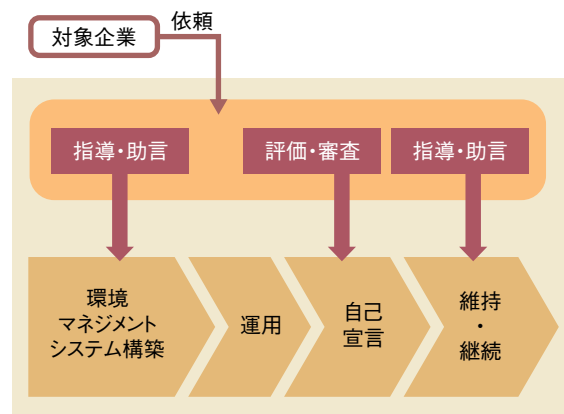 依頼
対象企業
指導・助言
評価・審査
指導・助言
環境
マネジメント
システム構築
運用
自己
宣言
維持
・
継続